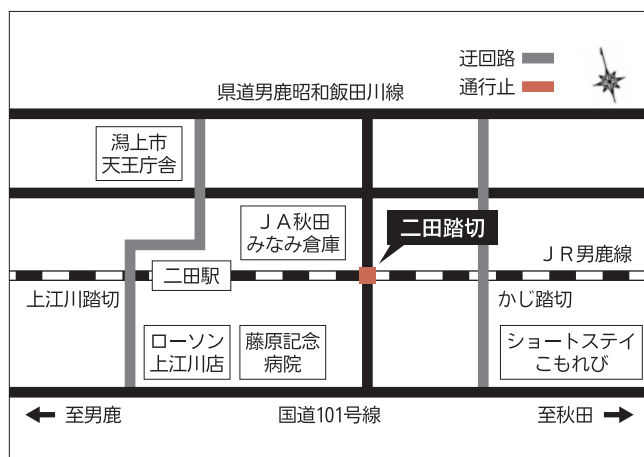 迂回路
通行止
県道男鹿昭和飯田川線
潟上市
天王庁舎
JA秋田
みなみ倉庫
二田踏切
JR男鹿線
二田駅
上江川踏切
かじ踏切
ローソン
上江川店
藤原記念
病院
ショートステイ
こもれび
至男鹿
国道101号線
至秋田